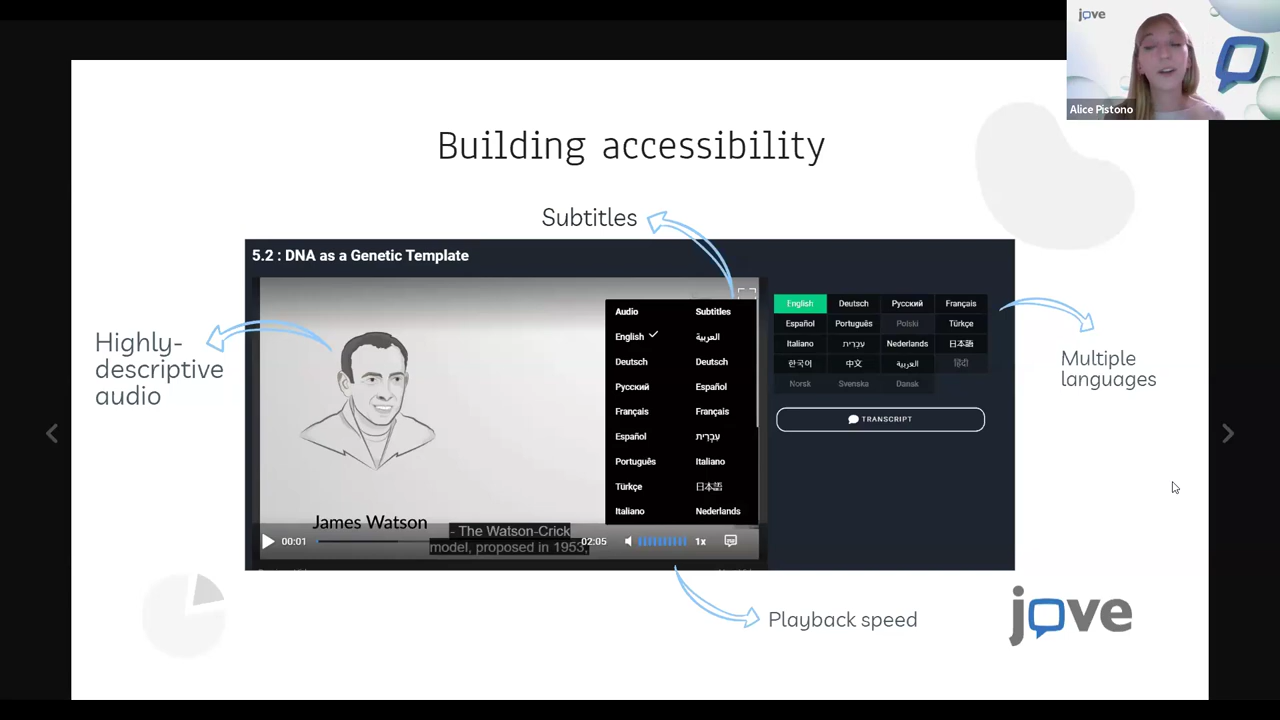 jove
Alice Pistono
Building accessibility
Subtitles
Highly-
descriptive
audio
5.2 : DNA as a Genetic Template
Audio Subtitles
English العربية
Deutsch Deutsch
Русский Español
Français Français
Español עִבְרִית
Português Italiano
Türkçe 日本語
Italiano Nederlands
James Watson
- The Watson-Crick
model, proposed in 1953,
00:01
02:05
1x
English Deutsch Русский Français
Español Português Polski Türkçe
Italiano עִבְרִית Nederlands 日本語
한국어 中文 العربية हिंदी
Norsk Svenska Dansk
TRANSCRIPT
Multiple
languages
Playback speed
jove